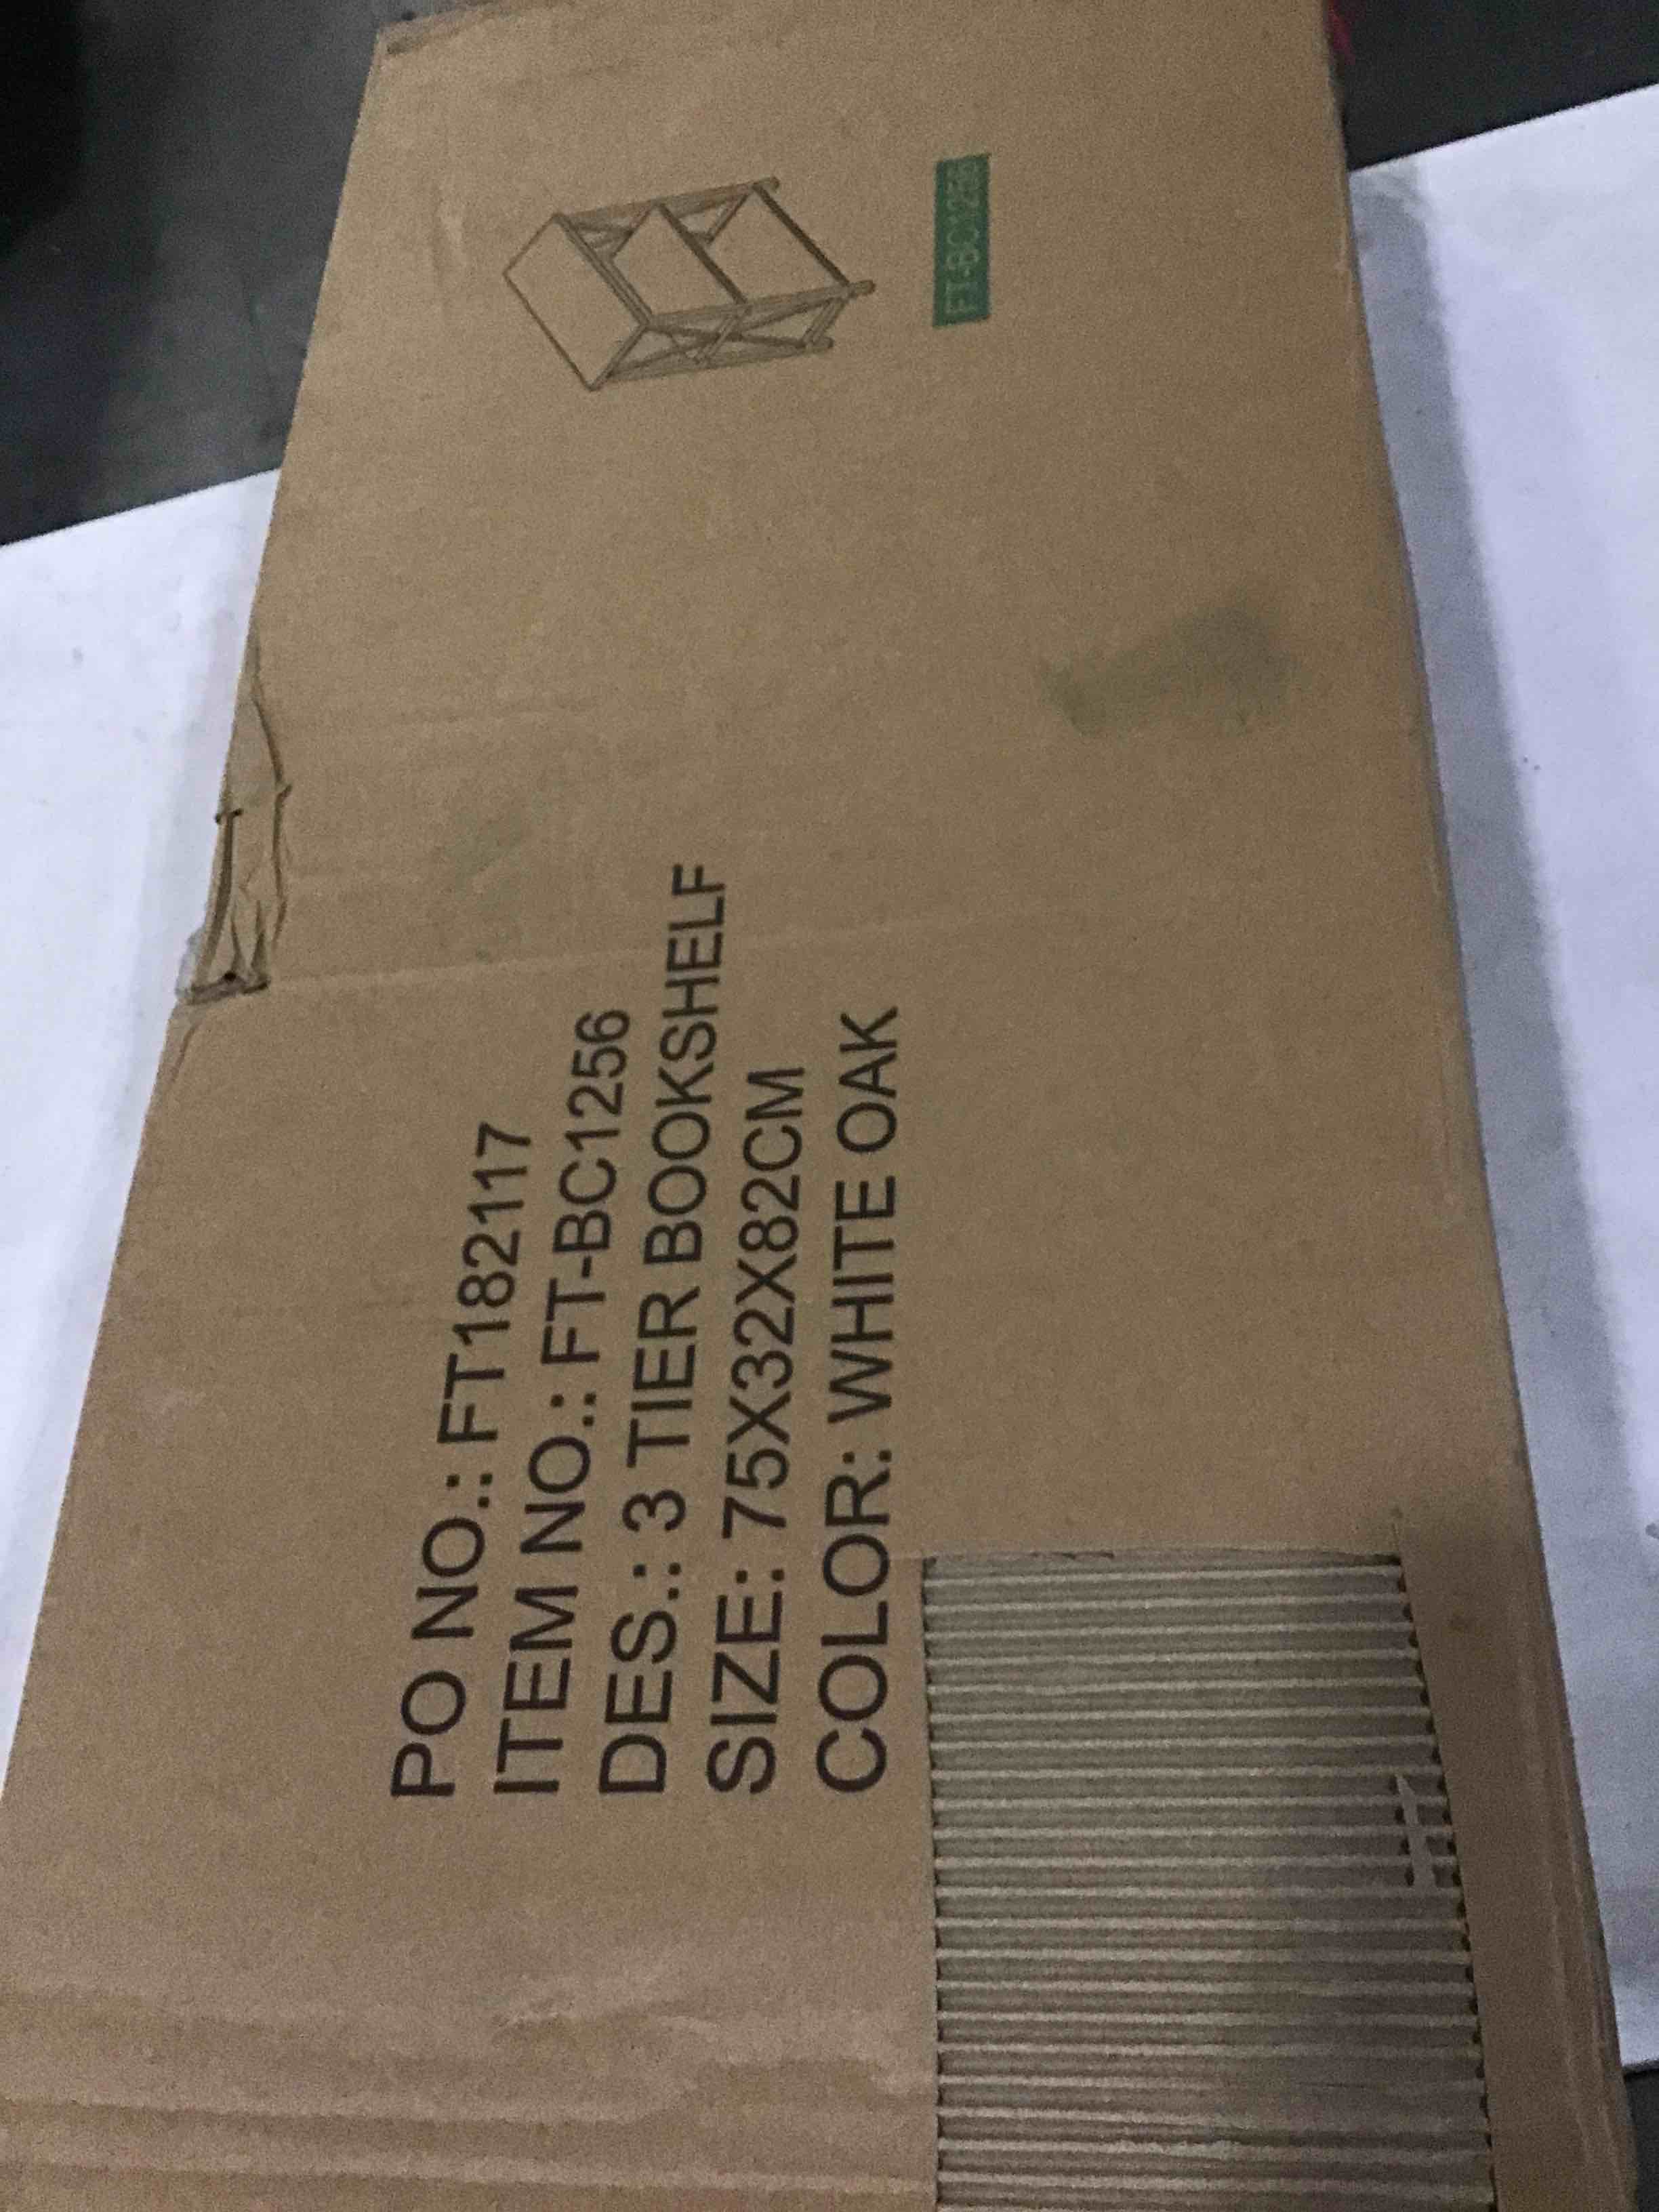 PO NO.: FT182117
ITEM NO.: FT-BC1256
DES.: 3 TIER BOOKSHELF
SIZE: 75X32X82CM
COLOR: WHITE OAK
FT-BC1256